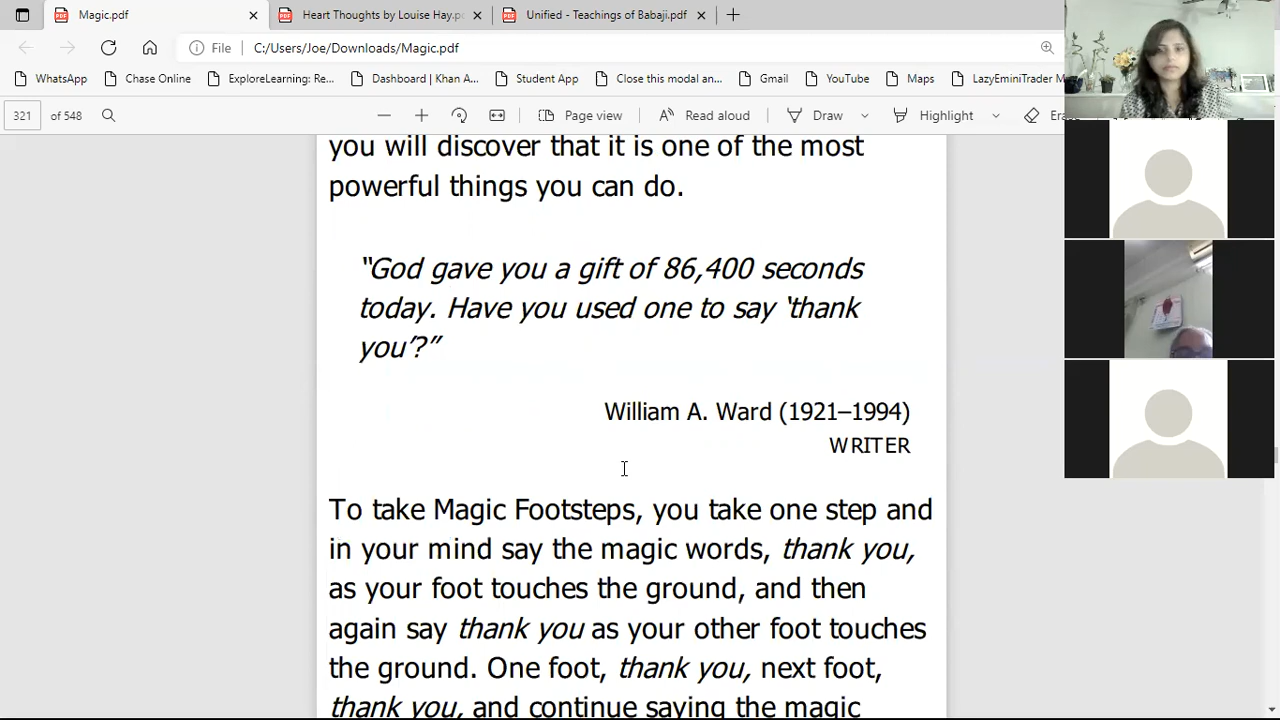 Magic.pdf
Heart Thoughts by Louise Hay.p
Unified - Teachings of Babaji.pdf
File C:/Users/Joe/Downloads/Magic.pdf
WhatsApp Chase Online ExploreLearning: Re... Dashboard | Khan A... Student App Close this modal an... Gmail YouTube Maps LazyEminiTrader M
321 of 548 Page view Read aloud Draw Highlight Era
you will discover that it is one of the most
powerful things you can do.
“God gave you a gift of 86,400 seconds
today. Have you used one to say ‘thank
you’?”
William A. Ward (1921–1994)
WRITER
To take Magic Footsteps, you take one step and
in your mind say the magic words, thank you,
as your foot touches the ground, and then
again say thank you as your other foot touches
the ground. One foot, thank you, next foot,
thank you, and continue saying the magic